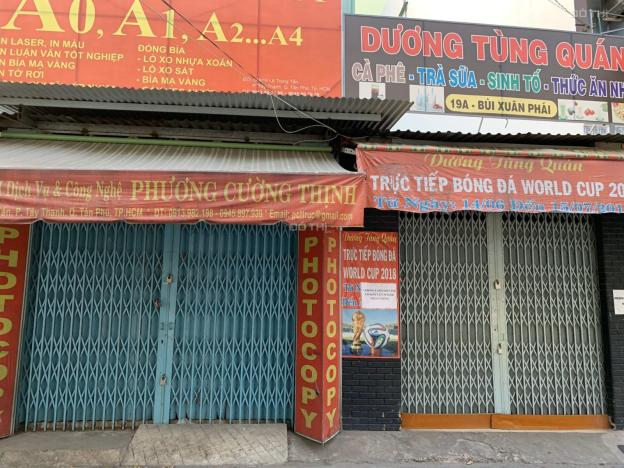 A0, A1, A2...A4
IN LASER, IN MÀU
LUẬN VĂN TỐT NGHIỆP
BÌA MẠ VÀNG
TỜ RƠI
ĐÓNG BÌA
- LÒ XO NHỰA XOẮN
- LÒ XO SẮT
- BÌA MẠ VÀNG
DƯƠNG TÙNG QUÁN
CÀ PHÊ - TRÀ SỮA - SINH TỐ - THỨC ĂN NH
19A - BÙI XUÂN PHÁI
Dịch Vụ & Công Nghệ PHƯƠNG CƯỜNG THỊNH
P. Tây Thạnh, Q. Tân Phú, TP.HCM
Dương Tùng Quán
TRỰC TIẾP BÓNG ĐÁ WORLD CUP 201
Từ Ngày: 14/06 Đến 15/07/201
PHOTOCOPY
PHOTOCOPY
PHOTOCOPY
Dương Tùng Quán
TRỰC TIẾP BÓNG ĐÁ
WORLD CUP 2018